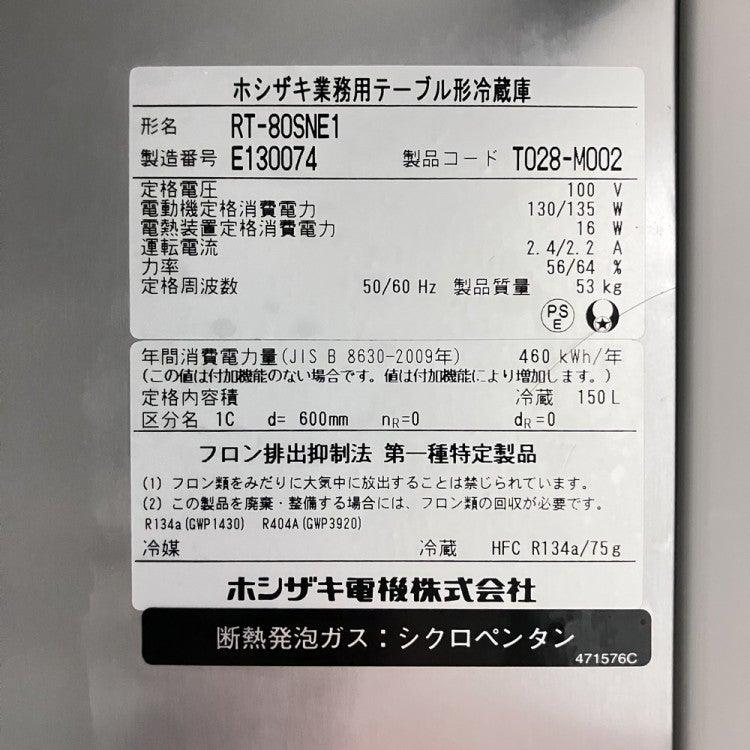 ホシザキ業務用テーブル形冷蔵庫
形名 RT-80SNE1
製造番号 E130074 製品コード T028-M002
定格電圧 100 V
電動機定格消費電力 130/135 W
電熱装置定格消費電力 16 W
運転電流 2.4/2.2 A
力率 56/64 %
定格周波数 50/60 Hz 製品質量 53 kg
PS E
年間消費電力量(JIS B 8630-2009年) 460 kWh/年
(この値は付加機能のない場合です。値は付加機能により増加します。)
定格内容積 冷蔵 150L
区分名 1C d= 600mm nR=0 dR=0
フロン排出抑制法 第一種特定製品
(1) フロン類をみだりに大気中に放出することは禁じられています。
(2) この製品を廃棄・整備する場合には、フロン類の回収が必要です。
R134a(GWP1430) R404A(GWP3920)
冷媒 冷蔵 HFC R134a/75g
ホシザキ電機株式会社
断熱発泡ガス：シクロペンタン
471576C